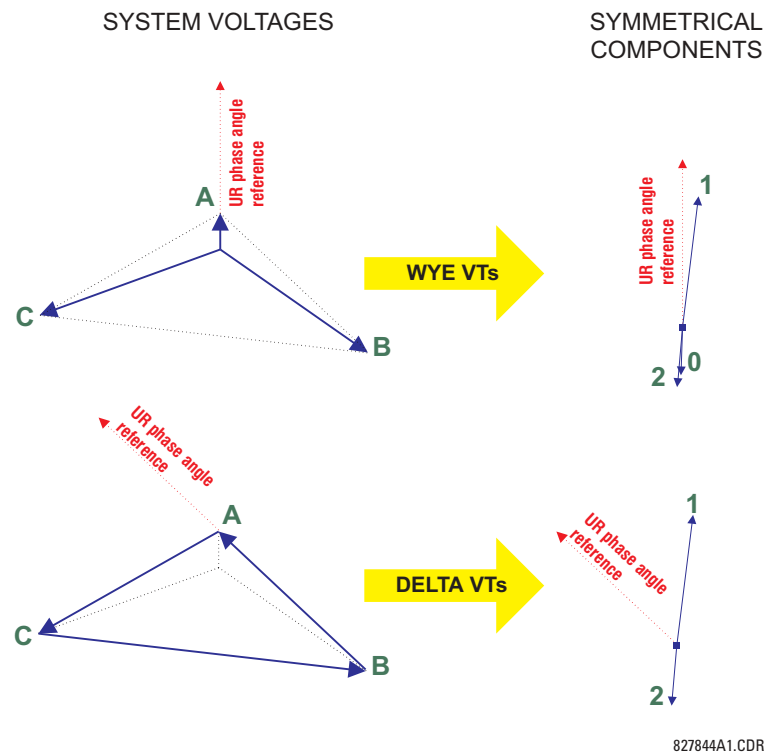 SYSTEM VOLTAGES
SYMMETRICAL
COMPONENTS
UR phase angle
reference
A
C
B
WYE VTs
UR phase angle
reference
1
2
0
UR phase angle
reference
A
C
B
DELTA VTs
UR phase angle
reference
1
2
827844A1.CDR